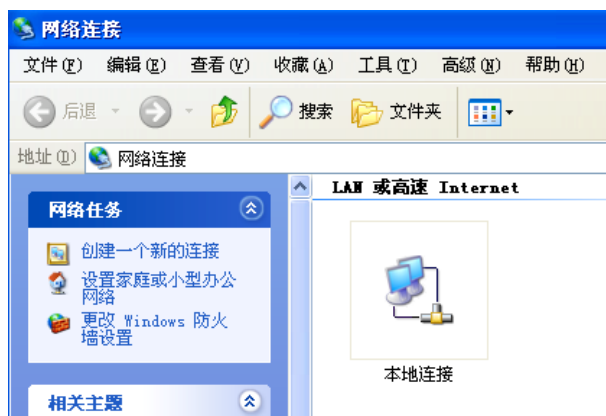 网络连接
文件(F) 编辑(E) 查看(V) 收藏(A) 工具(T) 高级(N) 帮助(H)
后退 搜索 文件夹
地址(D) 网络连接
网络任务
创建一个新的连接
设置家庭或小型办公
网络
更改 Windows 防火
墙设置
相关主题
LAN 或高速 Internet
本地连接